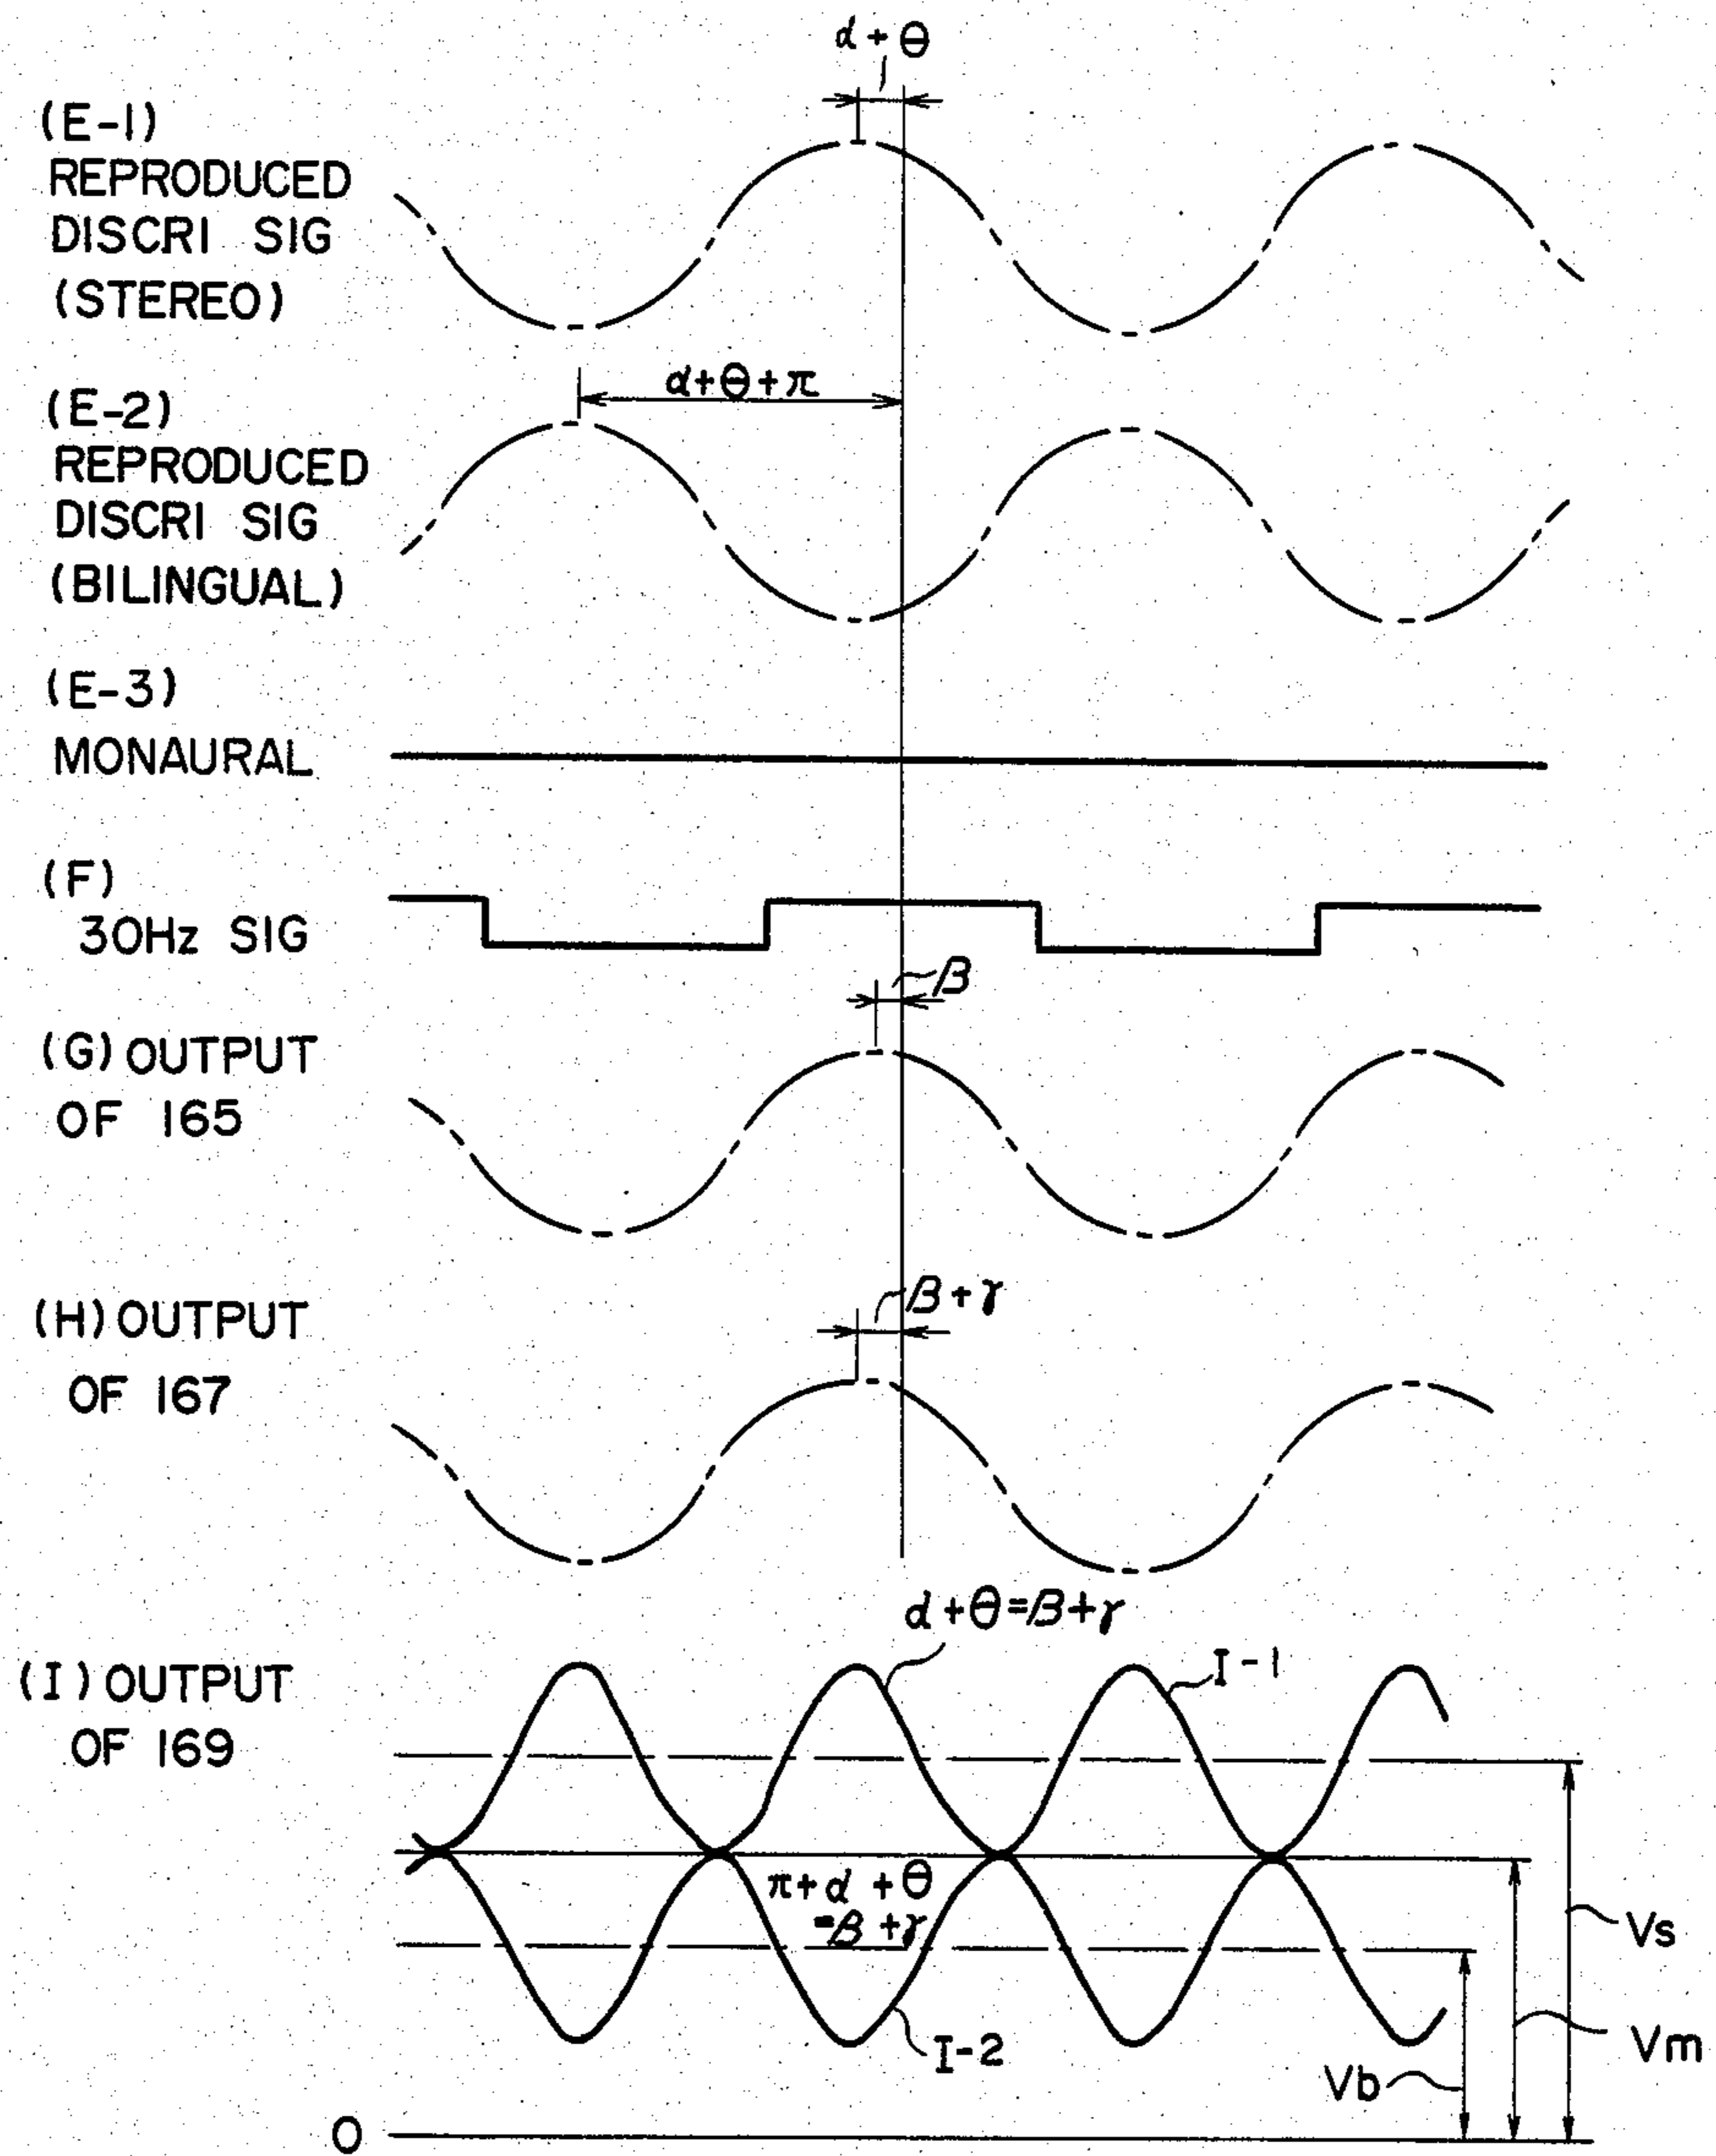 α+θ
(E-1)
REPRODUCED
DISCRI SIG
(STEREO)
α+θ+π
(E-2)
REPRODUCED
DISCRI SIG
(BILINGUAL)
(E-3)
MONAURAL
(F)
30Hz SIG
β
(G) OUTPUT
OF 165
β+γ
(H) OUTPUT
OF 167
α+θ=β+γ
(I) OUTPUT
OF 169
I-1
π+α+θ
=β+γ
Vs
I-2
Vm
Vb
0